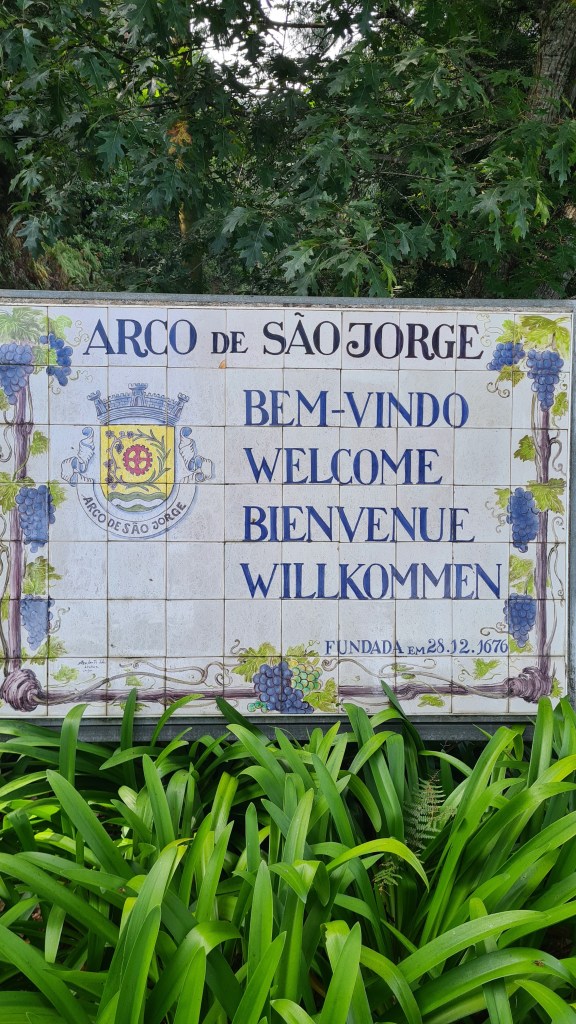 ARCO DE SÃO JORGE
BEM-VINDO
WELCOME
BIENVENUE
WILLKOMMEN
ARCO DE SÃO JORGE
FUNDADA EM 28.12.1676